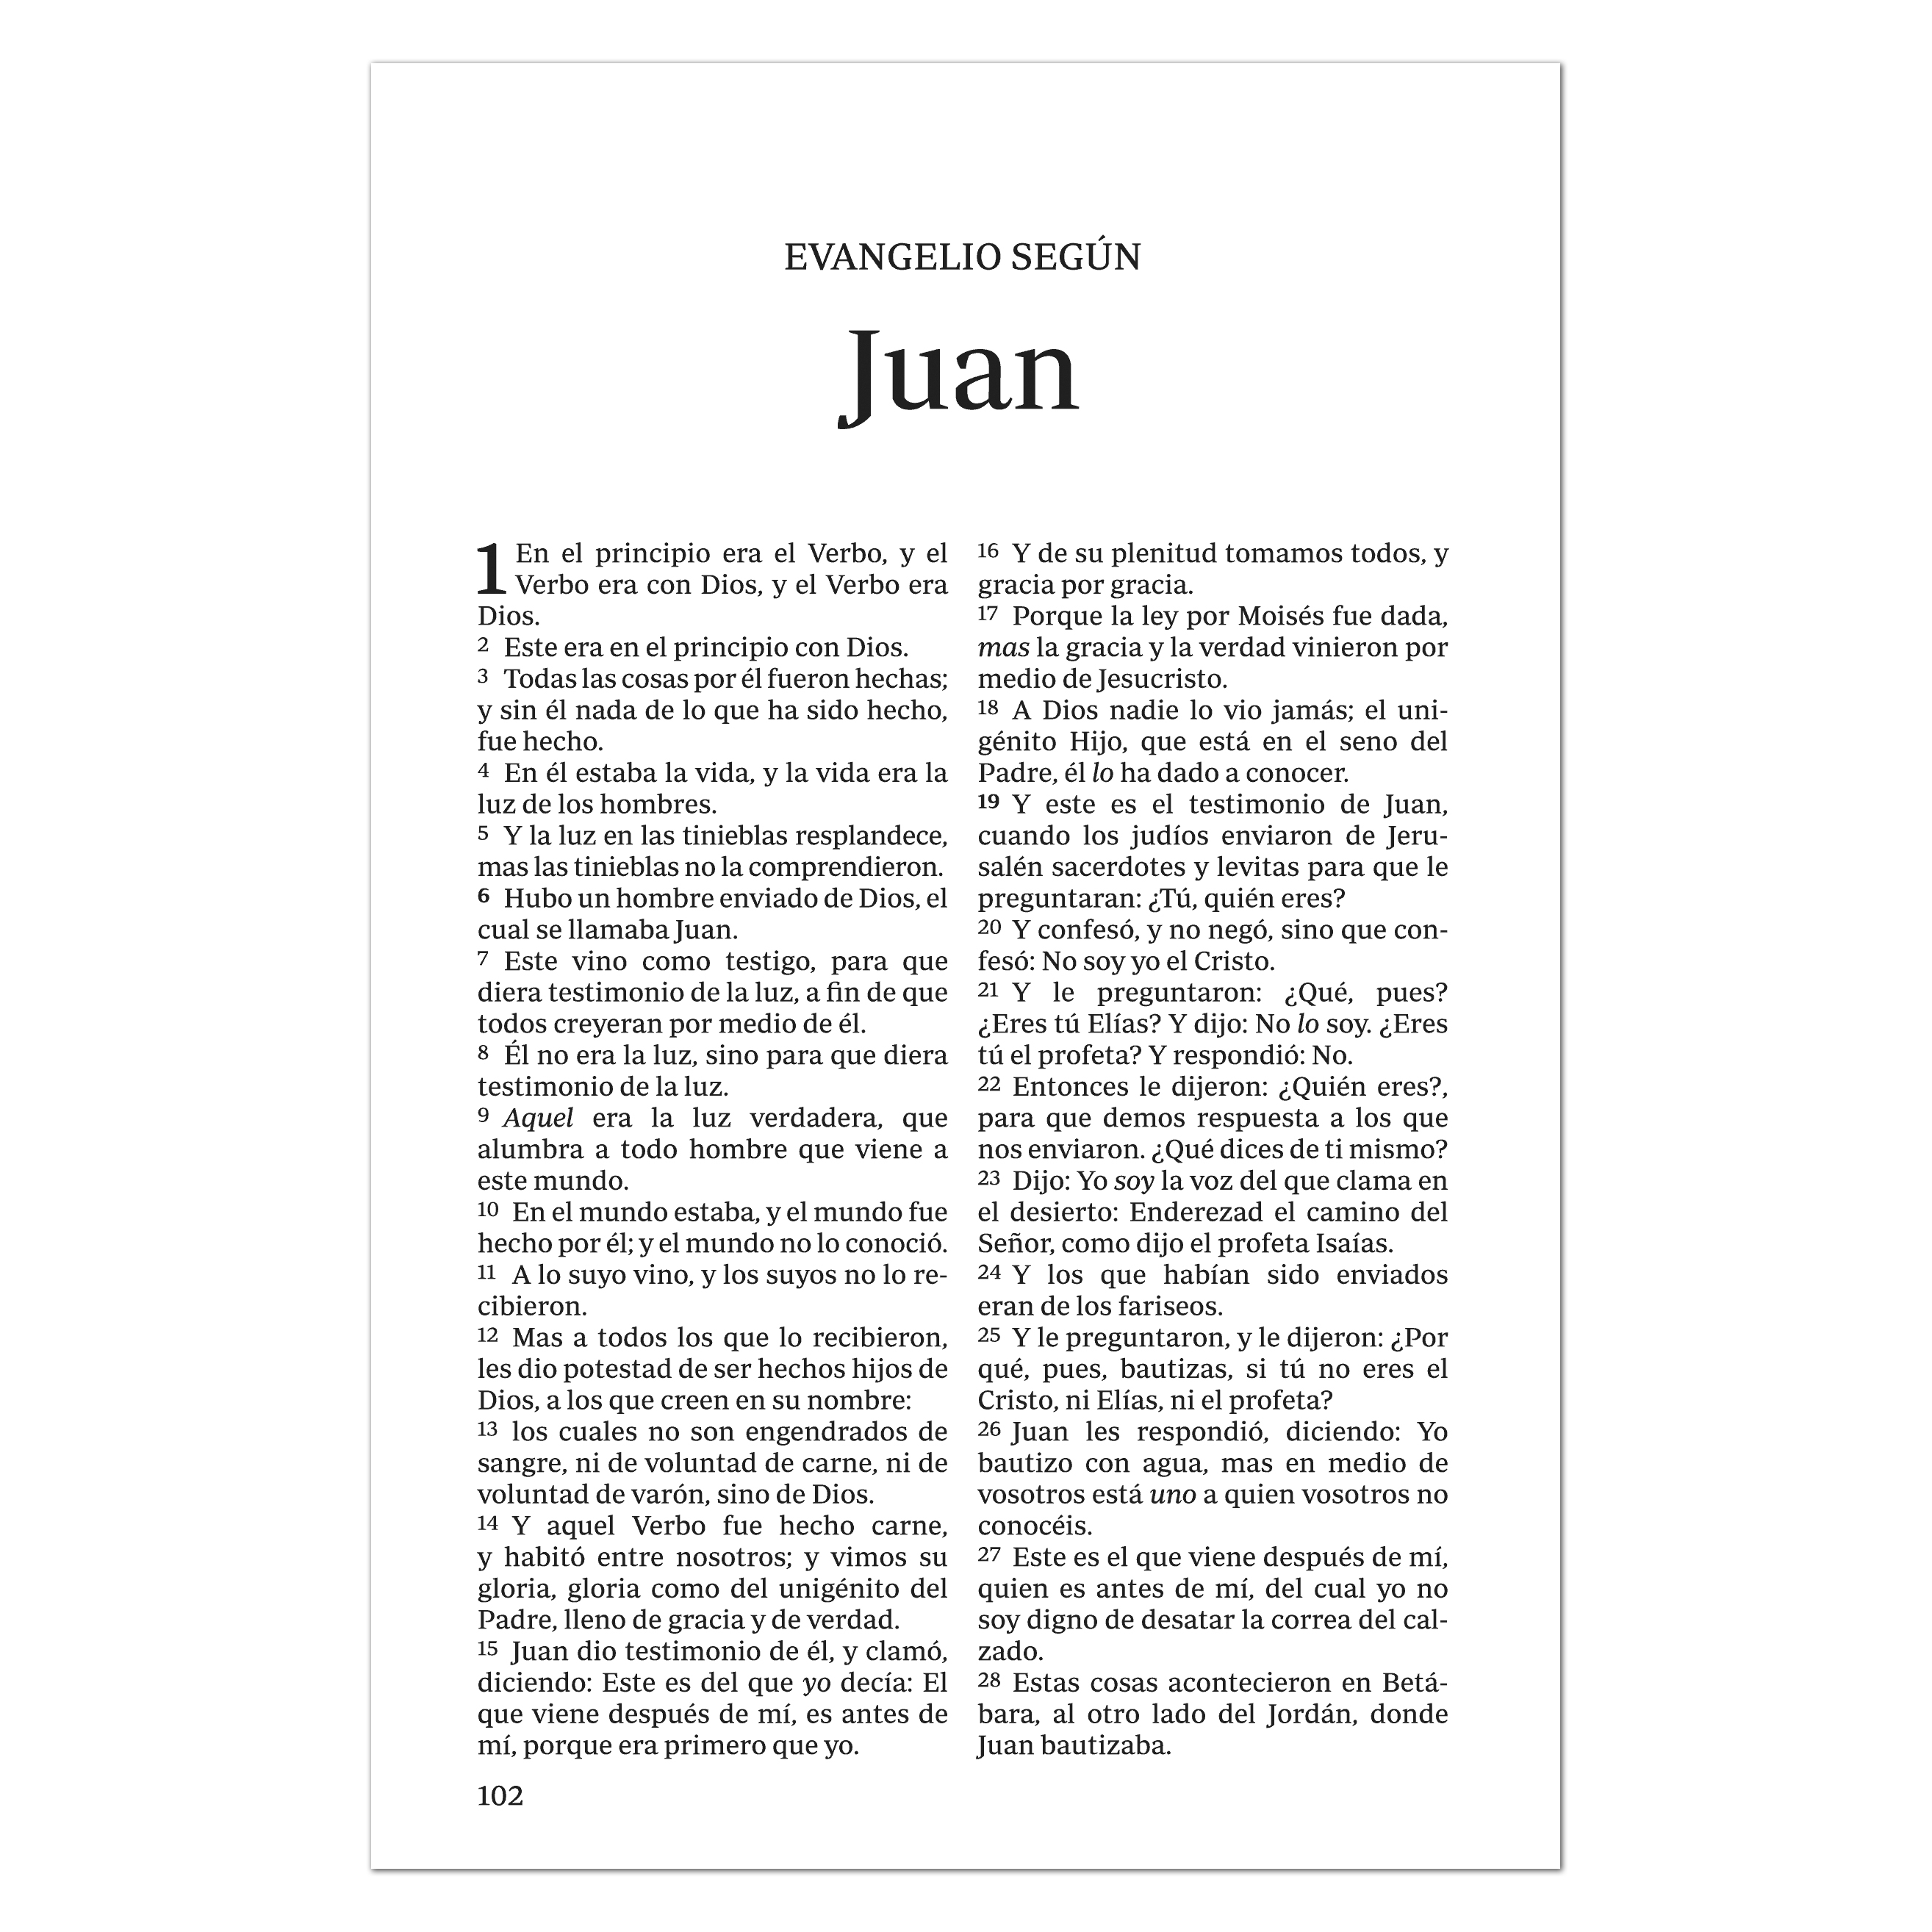 EVANGELIO SEGÚN
Juan
1 En el principio era el Verbo, y el
Verbo era con Dios, y el Verbo era
Dios.
2 Este era en el principio con Dios.
3 Todas las cosas por él fueron hechas;
y sin él nada de lo que ha sido hecho,
fue hecho.
4 En él estaba la vida, y la vida era la
luz de los hombres.
5 Y la luz en las tinieblas resplandece,
mas las tinieblas no la comprendieron.
6 Hubo un hombre enviado de Dios, el
cual se llamaba Juan.
7 Este vino como testigo, para que
diera testimonio de la luz, a fin de que
todos creyeran por medio de él.
8 Él no era la luz, sino para que diera
testimonio de la luz.
9 Aquel era la luz verdadera, que
alumbra a todo hombre que viene a
este mundo.
10 En el mundo estaba, y el mundo fue
hecho por él; y el mundo no lo conoció.
11 A lo suyo vino, y los suyos no lo re-
cibieron.
12 Mas a todos los que lo recibieron,
les dio potestad de ser hechos hijos de
Dios, a los que creen en su nombre:
13 los cuales no son engendrados de
sangre, ni de voluntad de carne, ni de
voluntad de varón, sino de Dios.
14 Y aquel Verbo fue hecho carne,
y habitó entre nosotros; y vimos su
gloria, gloria como del unigénito del
Padre, lleno de gracia y de verdad.
15 Juan dio testimonio de él, y clamó,
diciendo: Este es del que yo decía: El
que viene después de mí, es antes de
mí, porque era primero que yo.
16 Y de su plenitud tomamos todos, y
gracia por gracia.
17 Porque la ley por Moisés fue dada,
mas la gracia y la verdad vinieron por
medio de Jesucristo.
18 A Dios nadie lo vio jamás; el uni-
génito Hijo, que está en el seno del
Padre, él lo ha dado a conocer.
19 Y este es el testimonio de Juan,
cuando los judíos enviaron de Jeru-
salén sacerdotes y levitas para que le
preguntaran: ¿Tú, quién eres?
20 Y confesó, y no negó, sino que con-
fesó: No soy yo el Cristo.
21 Y le preguntaron: ¿Qué, pues?
¿Eres tú Elías? Y dijo: No lo soy. ¿Eres
tú el profeta? Y respondió: No.
22 Entonces le dijeron: ¿Quién eres?,
para que demos respuesta a los que
nos enviaron. ¿Qué dices de ti mismo?
23 Dijo: Yo soy la voz del que clama en
el desierto: Enderezad el camino del
Señor, como dijo el profeta Isaías.
24 Y los que habían sido enviados
eran de los fariseos.
25 Y le preguntaron, y le dijeron: ¿Por
qué, pues, bautizas, si tú no eres el
Cristo, ni Elías, ni el profeta?
26 Juan les respondió, diciendo: Yo
bautizo con agua, mas en medio de
vosotros está uno a quien vosotros no
conocéis.
27 Este es el que viene después de mí,
quien es antes de mí, del cual yo no
soy digno de desatar la correa del cal-
zado.
28 Estas cosas acontecieron en Betá-
bara, al otro lado del Jordán, donde
Juan bautizaba.
102